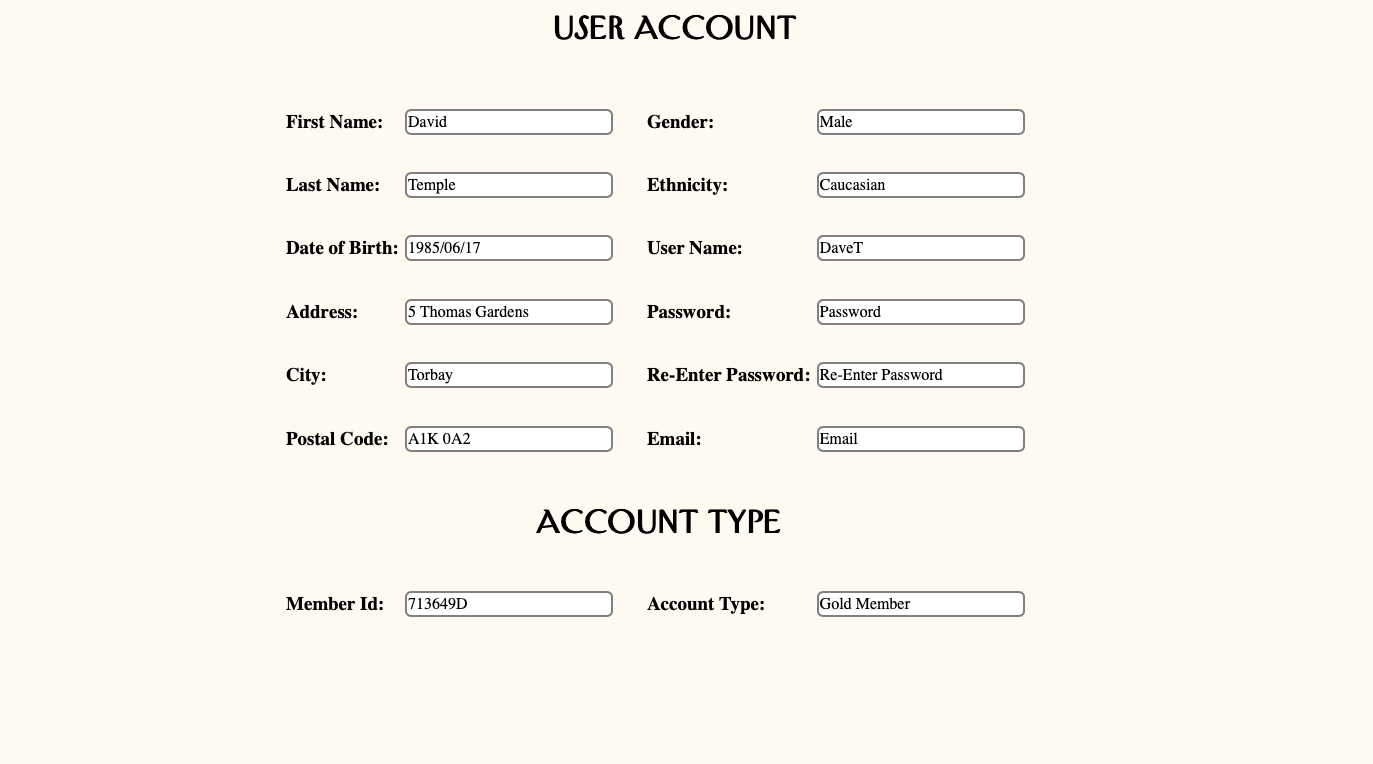 USER ACCOUNT
First Name: David Gender: Male
Last Name: Temple Ethnicity: Caucasian
Date of Birth: 1985/06/17 User Name: DaveT
Address: 5 Thomas Gardens Password: Password
City: Torbay Re-Enter Password: Re-Enter Password
Postal Code: A1K 0A2 Email: Email
ACCOUNT TYPE
Member Id: 713649D Account Type: Gold Member